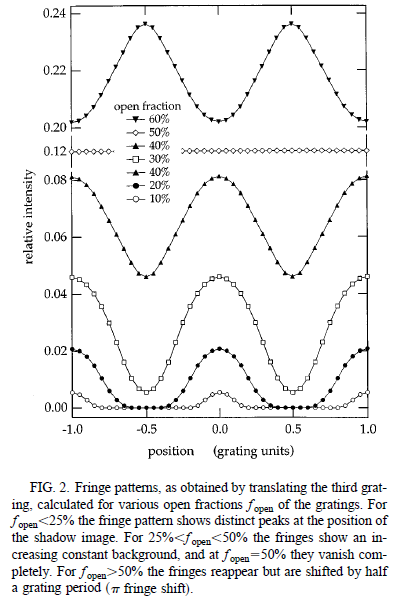 0.24
0.22
0.20
0.12
0.08
0.06
0.04
0.02
0.00
relative intensity
open fraction
60%
50%
40%
30%
40%
20%
10%
-1.0 -0.5 0.0 0.5 1.0
position (grating units)
FIG. 2. Fringe patterns, as obtained by translating the third grat-
ing, calculated for various open fractions fopen of the gratings. For
fopen<25% the fringe pattern shows distinct peaks at the position of
the shadow image. For 25%<fopen<50% the fringes show an in-
creasing constant background, and at fopen=50% they vanish com-
pletely. For fopen>50% the fringes reappear but are shifted by half
a grating period (π fringe shift).